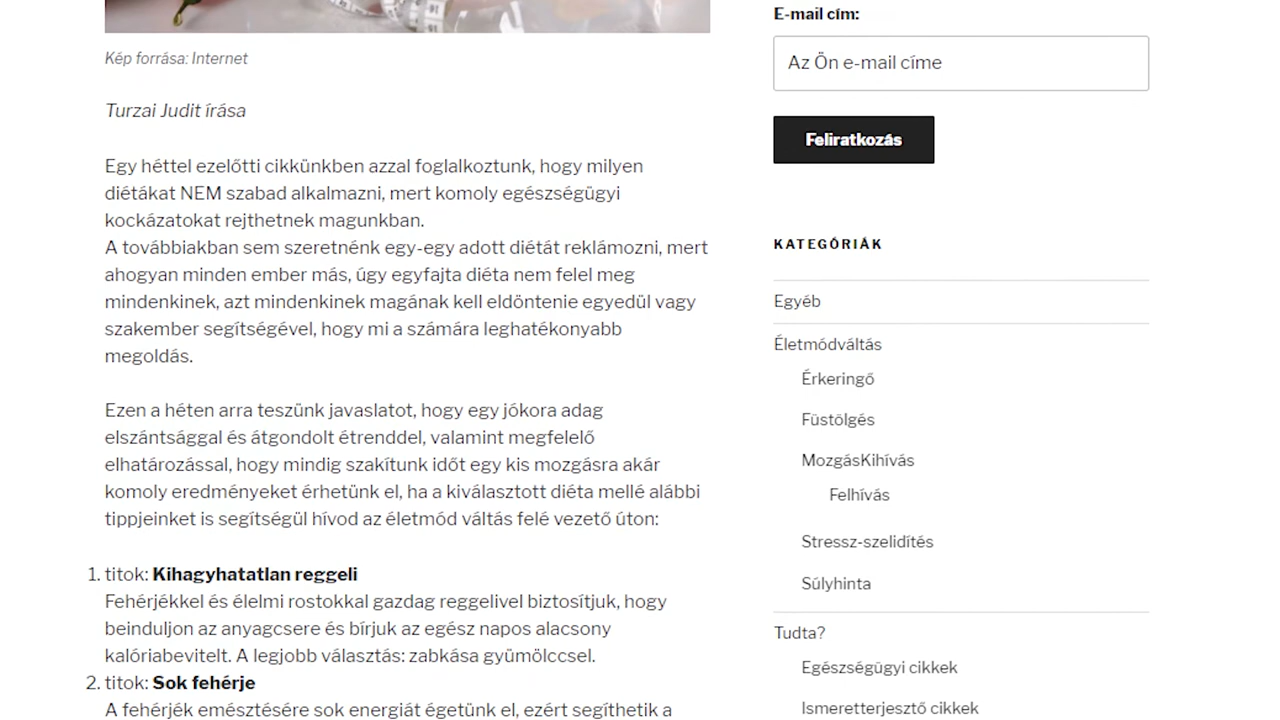 Kép forrása: Internet
Turzai Judit írása
Egy héttel ezelőtti cikkünkben azzal foglalkoztunk, hogy milyen
diétákat NEM szabad alkalmazni, mert komoly egészségügyi
kockázatokat rejthetnek magunkban.
A továbbiakban sem szeretnénk egy-egy adott diétát reklámozni, mert
ahogyan minden ember más, úgy egyfajta diéta nem felel meg
mindenkinek, azt mindenkinek magának kell eldöntenie egyedül vagy
szakember segítségével, hogy mi a számára leghatékonyabb
megoldás.
Ezen a héten arra teszünk javaslatot, hogy egy jókora adag
elszántsággal és átgondolt étrenddel, valamint megfelelő
elhatározással, hogy mindig szakítunk időt egy kis mozgásra akár
komoly eredményeket érhetünk el, ha a kiválasztott diéta mellé alábbi
tippjeinket is segítségül hívod az életmód váltás felé vezető úton:
1. titok: Kihagyhatatlan reggeli
Fehérjékkel és élelmi rostokkal gazdag reggelivel biztosítjuk, hogy
beinduljon az anyagcsere és bírjuk az egész napos alacsony
kalóriabevitelt. A legjobb választás: zabkása gyümölccsel.
2. titok: Sok fehérje
A fehérjék emésztésére sok energiát égetünk el, ezért segíthetik a
E-mail cím:
Az Ön e-mail címe
Feliratkozás
KATEGÓRIÁK
Egyéb
Életmódváltás
Érkeringő
Füstölgés
MozgásKihívás
Felhívás
Stressz-szelidítés
Súlyhinta
Tudta?
Egészségügyi cikkek
Ismeretterjesztő cikkek